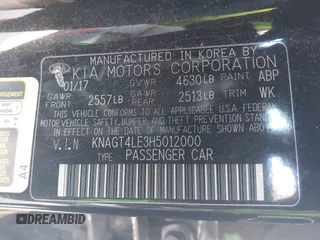 MANUFACTURED IN KOREA BY
KIA MOTORS CORPORATION
01/17 GVWR 4630LB PAINT ABP
GAWR FRONT 2557LB GAWR REAR 2513LB TRIM WK
THIS VEHICLE CONFORMS TO ALL APPLICABLE U.S.A. FEDERAL
MOTOR VEHICLE SAFETY, BUMPER, AND THEFT PREVENTION
STANDARDS IN EFFECT ON THE DATE OF MANUFACTURE
SHOWN ABOVE.
V.I.N KNAGT4LE3H5012000
TYPE PASSENGER CAR
A4
DREAMBID